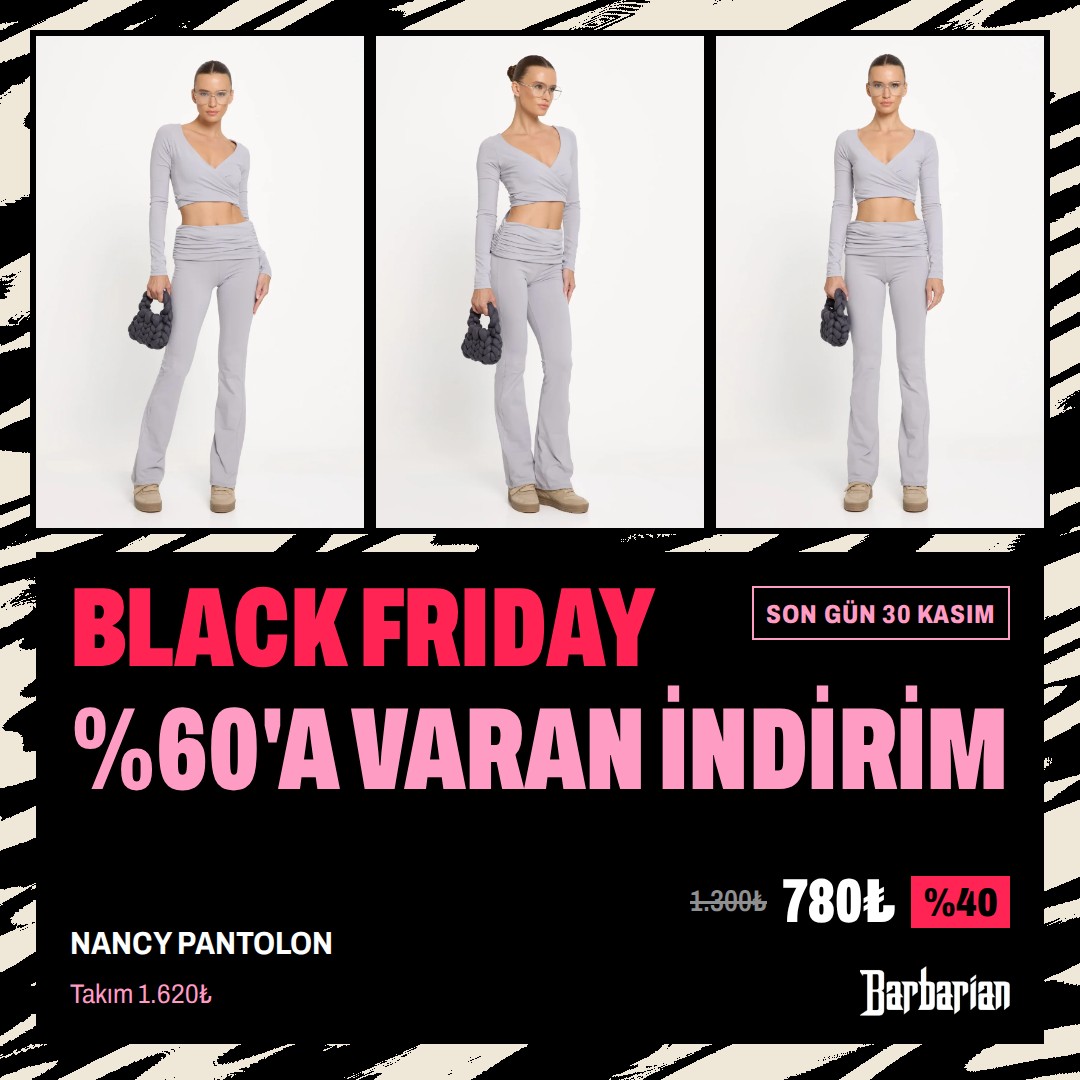 BLACK FRIDAY
SON GÜN 30 KASIM
%60'A VARAN İNDİRİM
1.300₺ 780₺ %40
NANCY PANTOLON
Takım 1.620₺
Barbarian